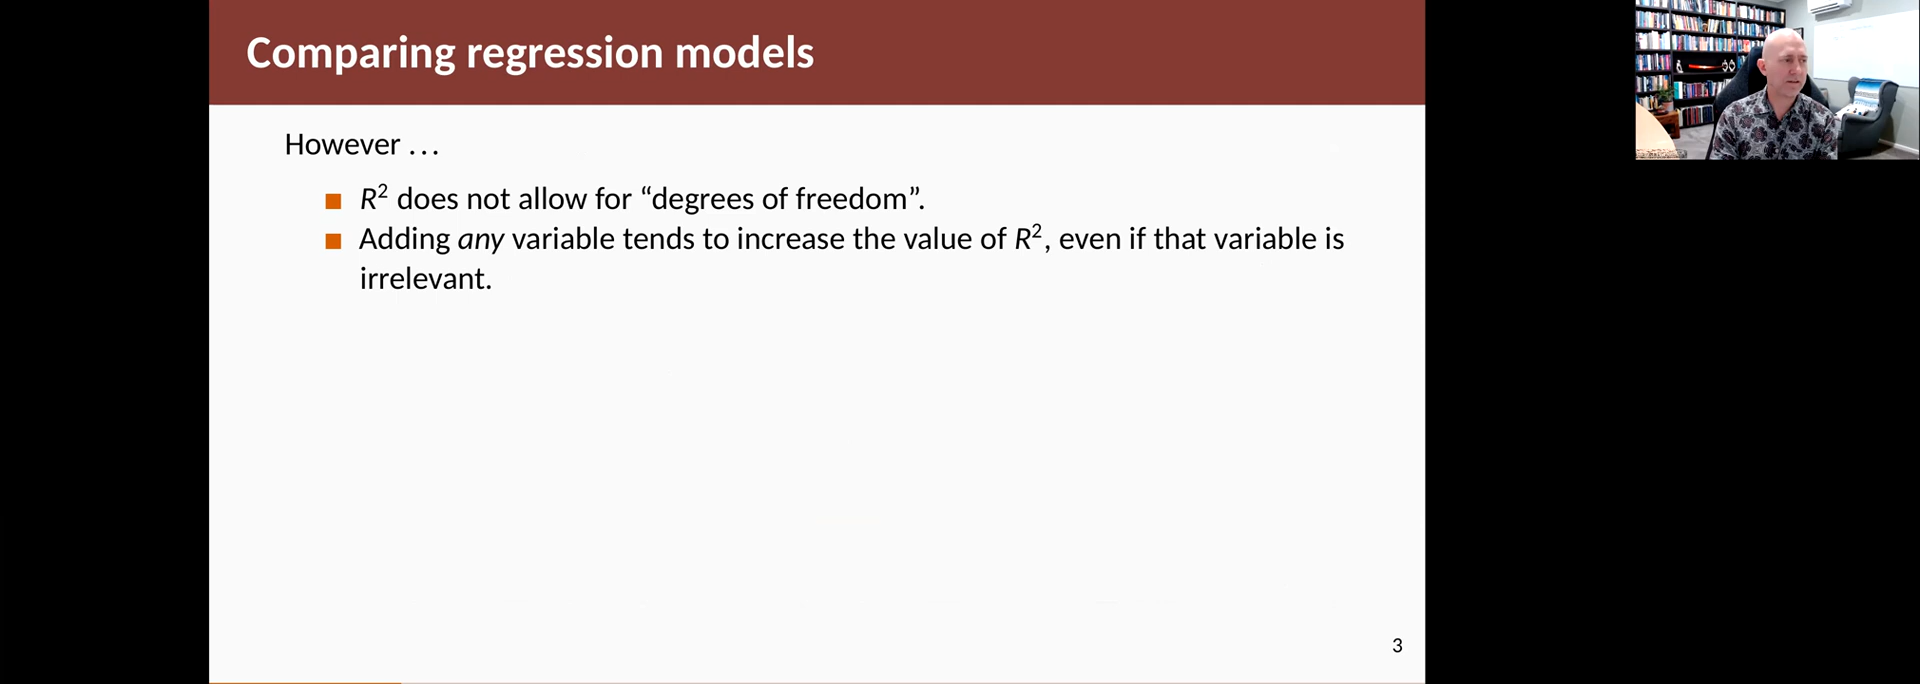 Comparing regression models
However . . .
■ R² does not allow for “degrees of freedom”.
■ Adding any variable tends to increase the value of R², even if that variable is
irrelevant.
3